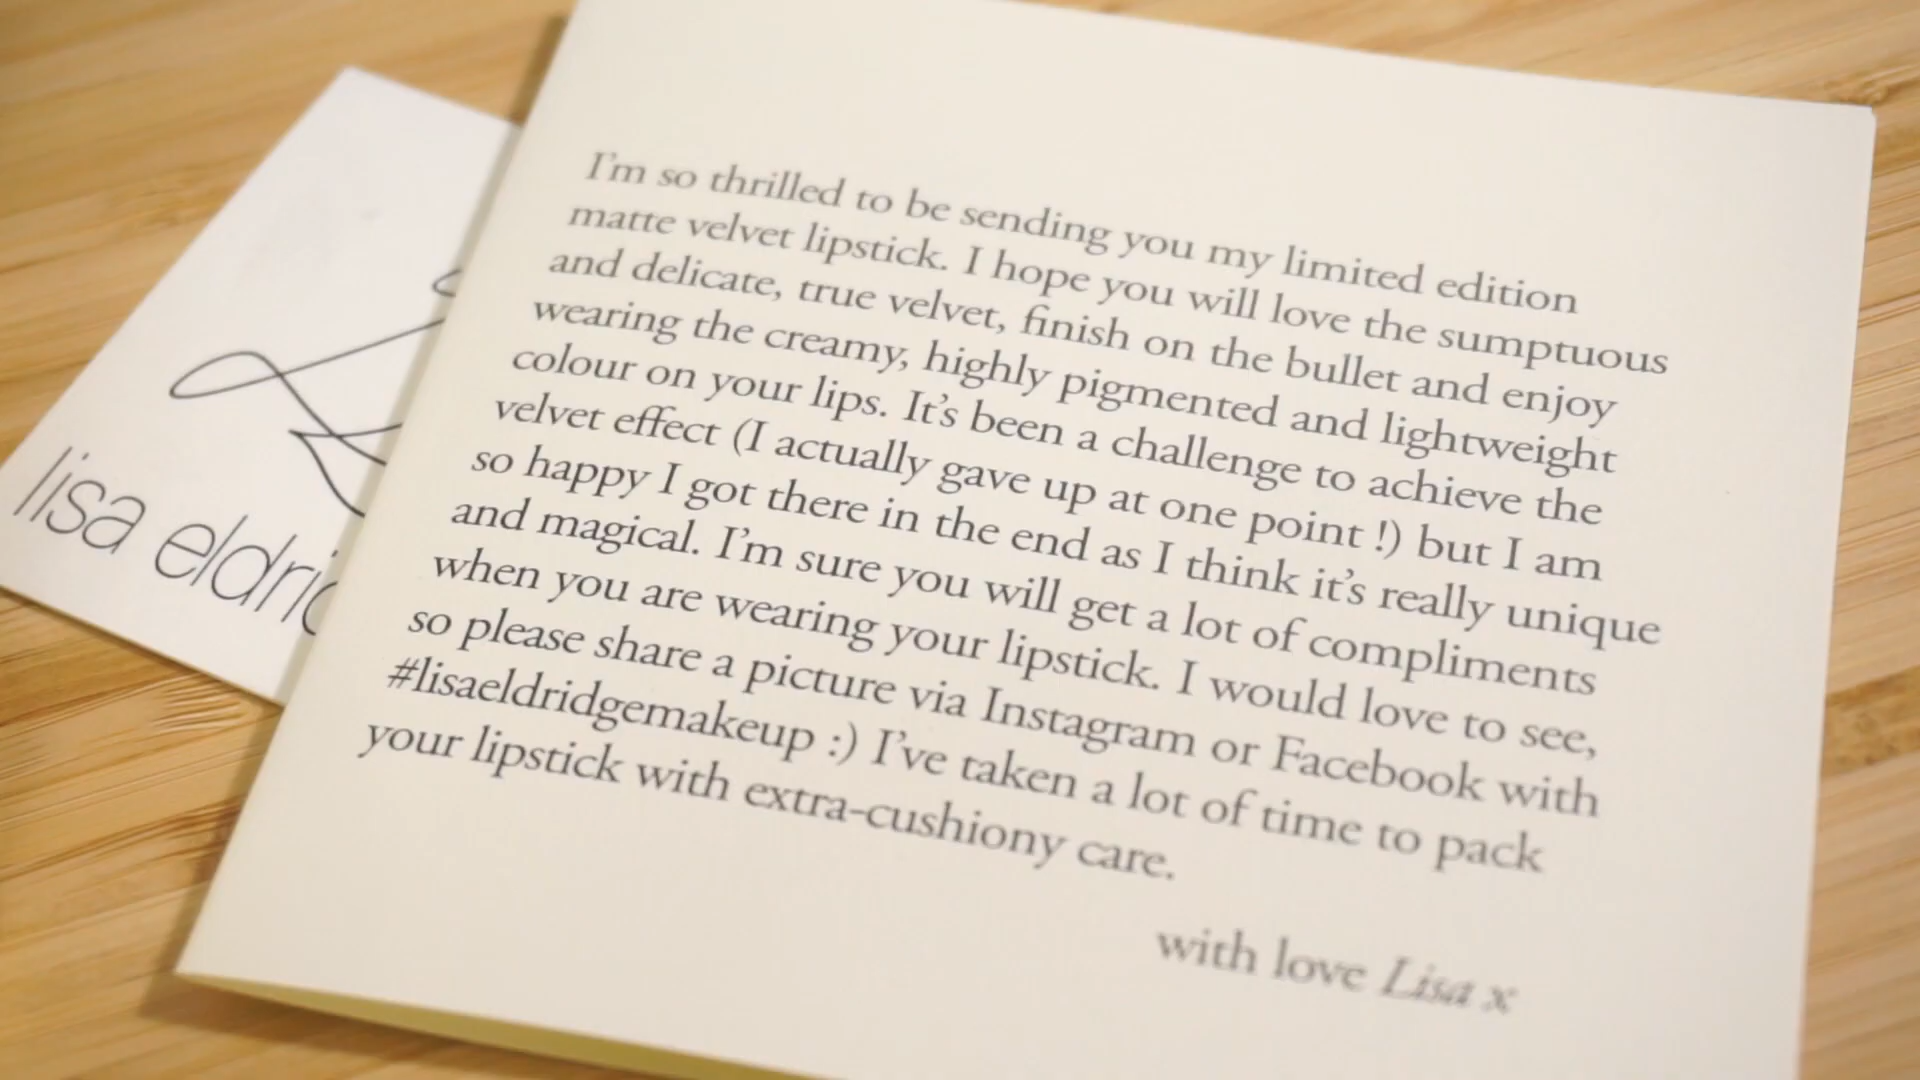 I'm so thrilled to be sending you my limited edition
matte velvet lipstick. I hope you will love the sumptuous
and delicate, true velvet, finish on the bullet and enjoy
wearing the creamy, highly pigmented and lightweight
colour on your lips. It's been a challenge to achieve the
velvet effect (I actually gave up at one point !) but I am
so happy I got there in the end as I think it's really unique
and magical. I'm sure you will get a lot of compliments
when you are wearing your lipstick. I would love to see,
so please share a picture via Instagram or Facebook with
#lisaeldridgemakeup :) I've taken a lot of time to pack
your lipstick with extra-cushiony care.
with love Lisa x
lisa eldri